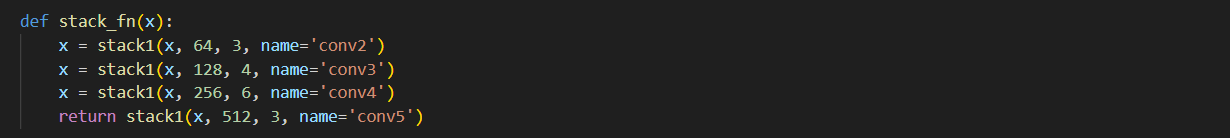 def stack_fn(x):
    x = stack1(x, 64, 3, name='conv2')
    x = stack1(x, 128, 4, name='conv3')
    x = stack1(x, 256, 6, name='conv4')
    return stack1(x, 512, 3, name='conv5')